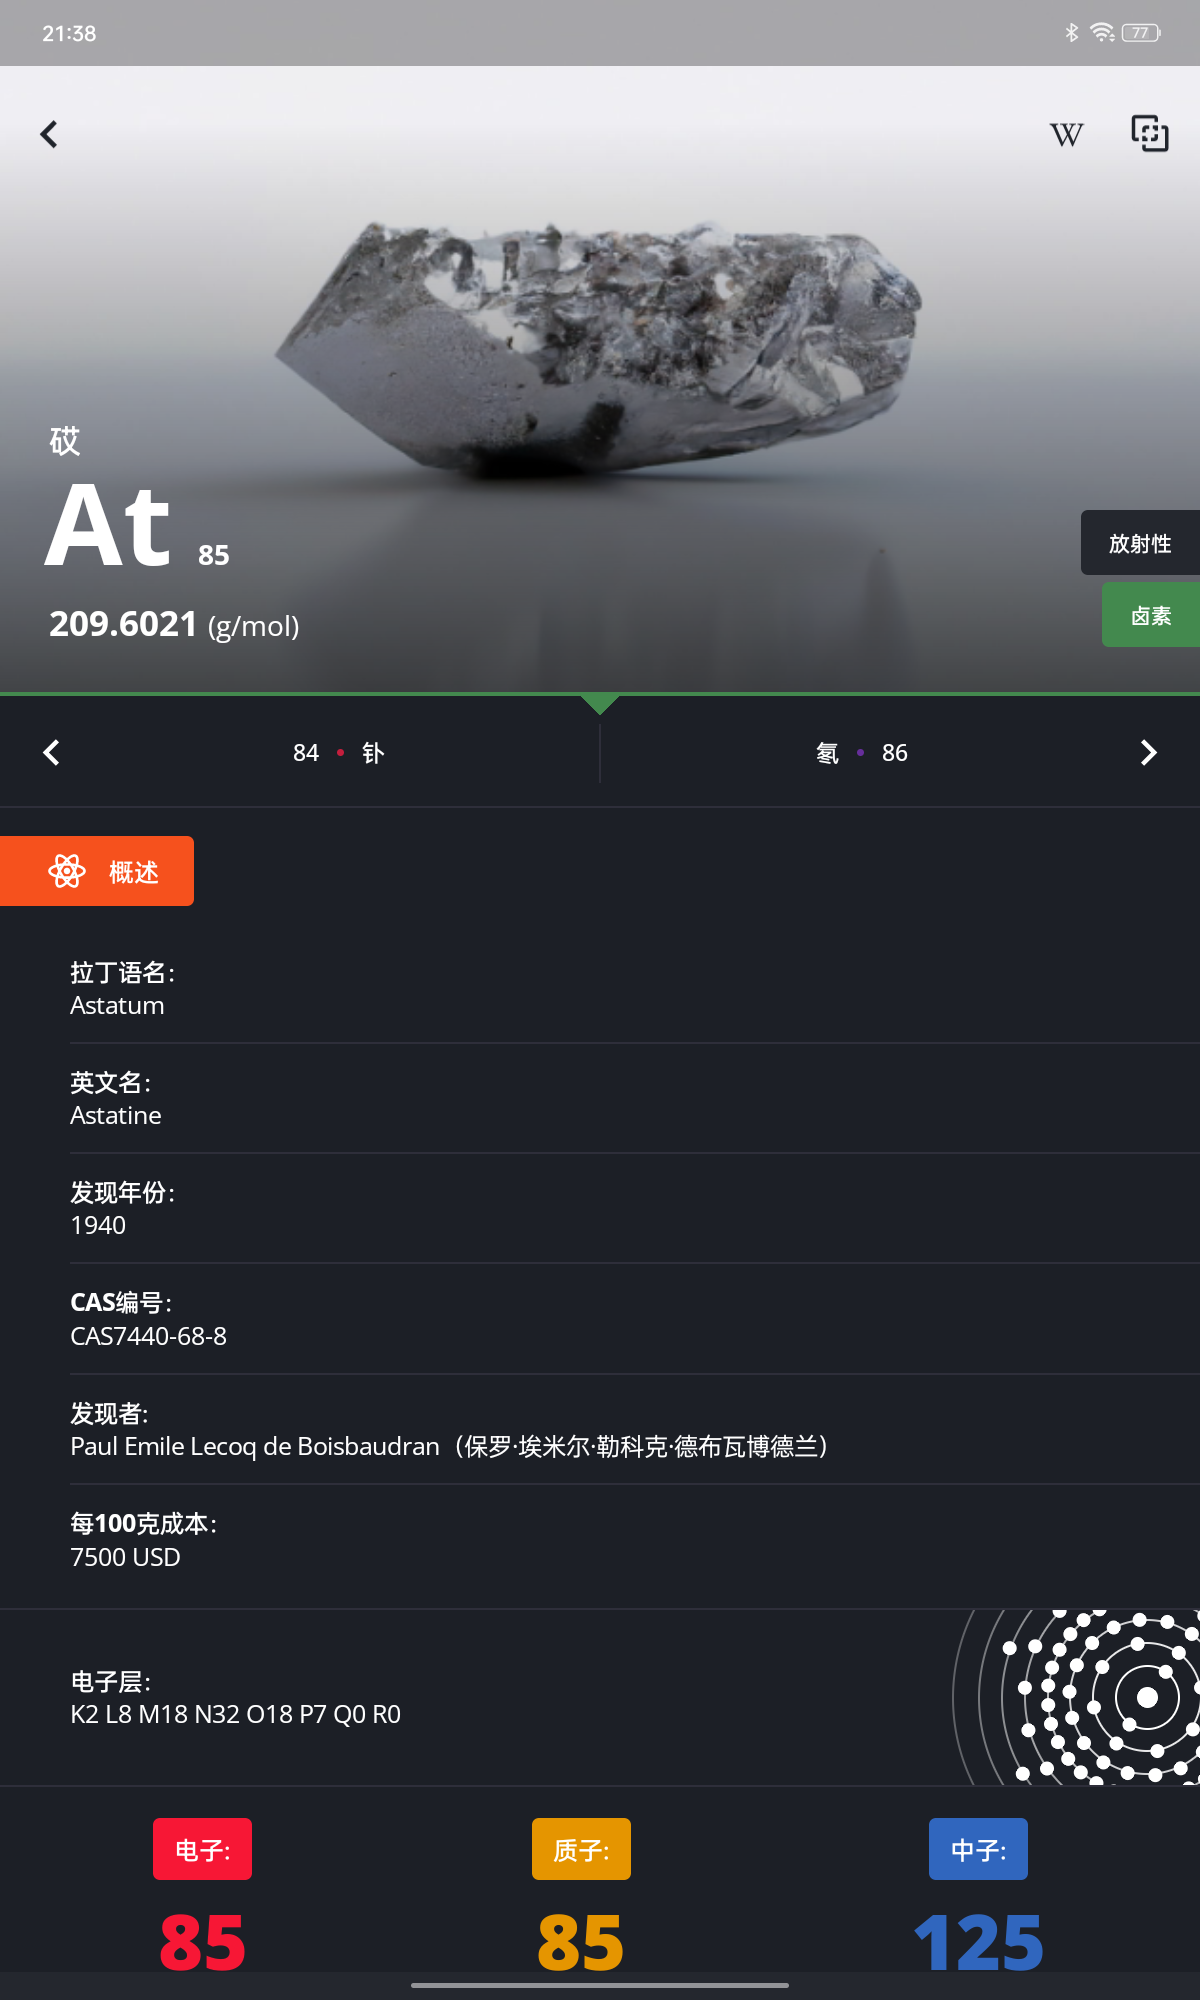 21:38
77
W
砹
At 85
209.6021 (g/mol)
放射性
卤素
84 • 钋
氡 • 86
概述
拉丁语名:
Astatum
英文名:
Astatine
发现年份:
1940
CAS编号:
CAS7440-68-8
发现者:
Paul Emile Lecoq de Boisbaudran（保罗·埃米尔·勒科克·德布瓦博德兰）
每100克成本:
7500 USD
电子层:
K2 L8 M18 N32 O18 P7 Q0 R0
电子:
质子:
中子:
85
85
125